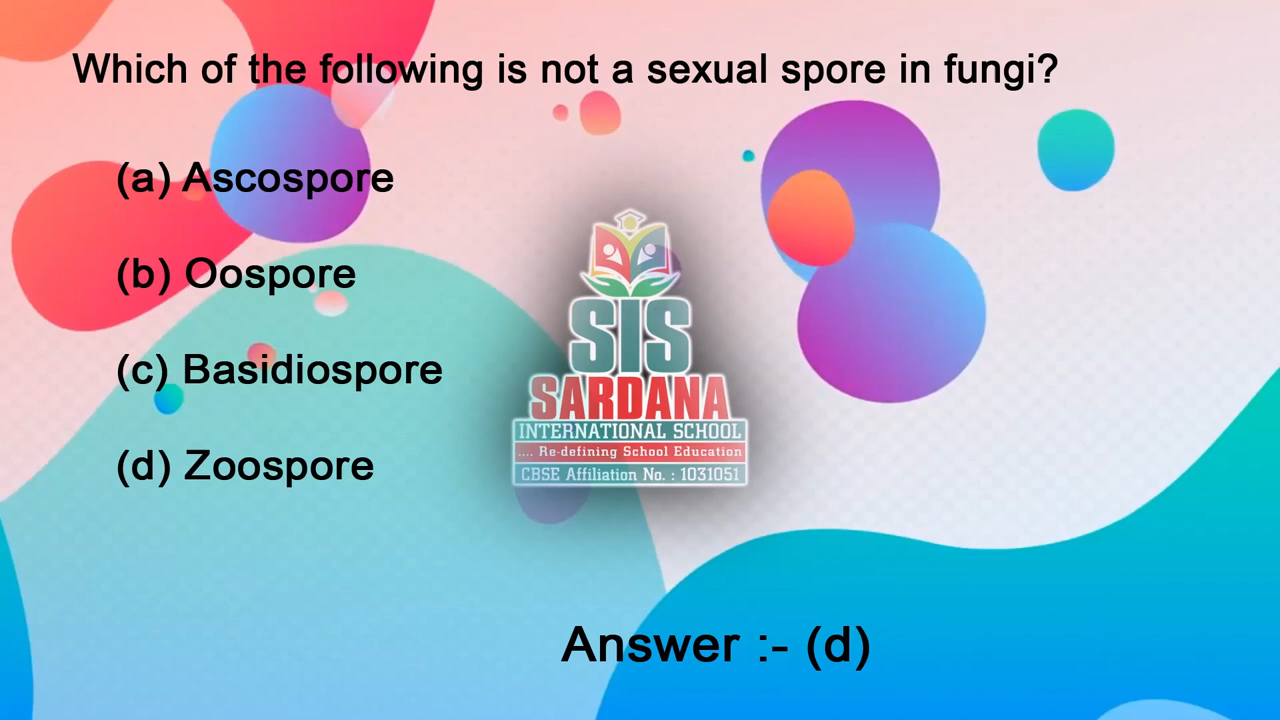 Which of the following is not a sexual spore in fungi?
(a) Ascospore
(b) Oospore
(c) Basidiospore
(d) Zoospore
SIS
SARDANA
INTERNATIONAL SCHOOL
.... Re-defining School Education
CBSE Affiliation No. : 1031051
Answer :- (d)